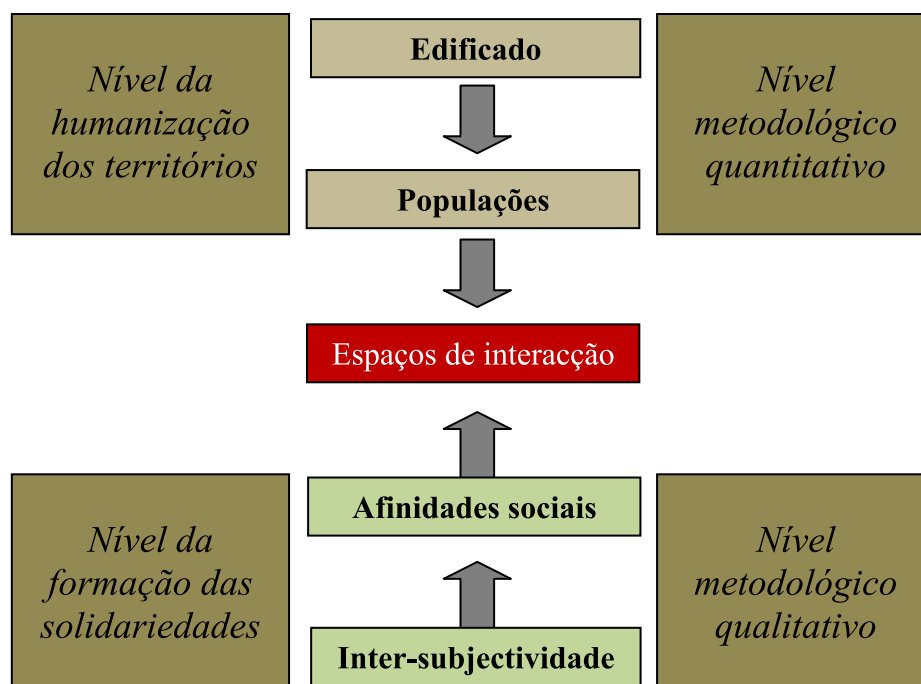 Nível da
humanização
dos territórios
Edificado
Populações
Nível
metodológico
quantitativo
Espaços de interacção
Nível da
formação das
solidariedades
Afinidades sociais
Inter-subjectividade
Nível
metodológico
qualitativo